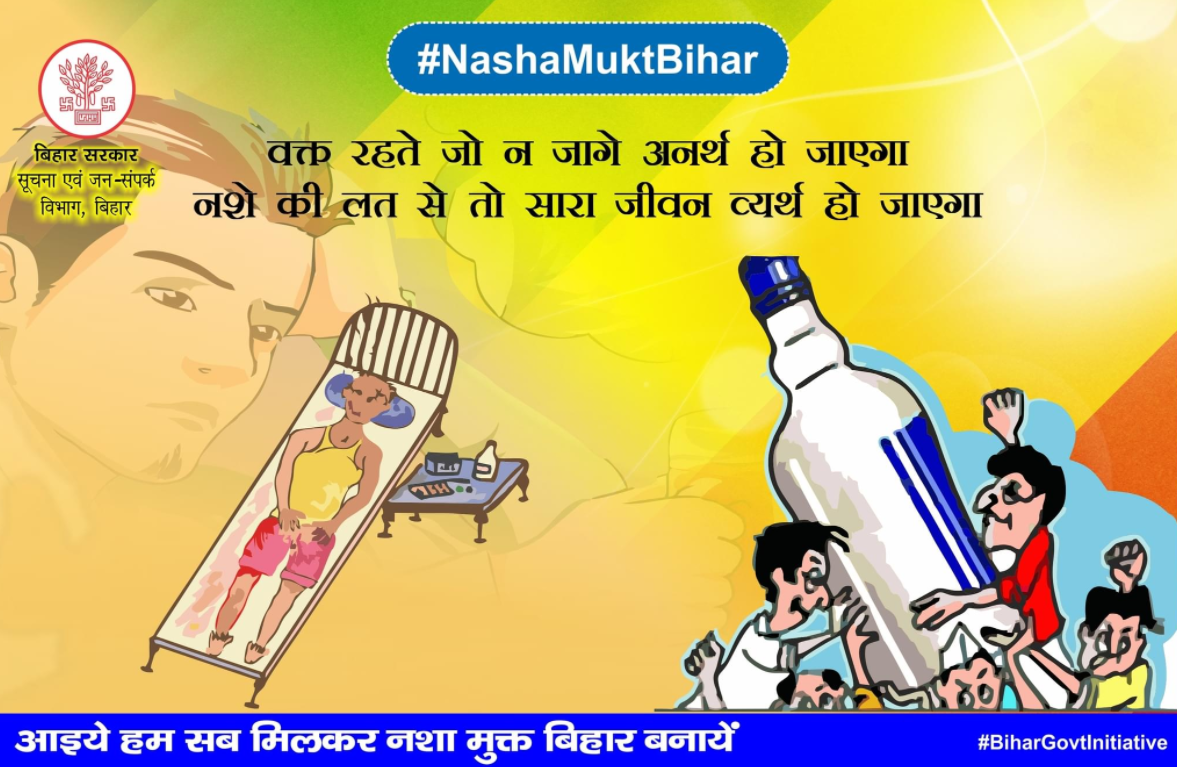 #NashaMuktBihar
बिहार सरकार
सूचना एवं जन-संपर्क
विभाग, बिहार
वक्त रहते जो न जागे अनर्थ हो जाएगा
नशे की लत से तो सारा जीवन व्यर्थ हो जाएगा
आइये हम सब मिलकर नशा मुक्त बिहार बनायें
#BiharGovtInitiative